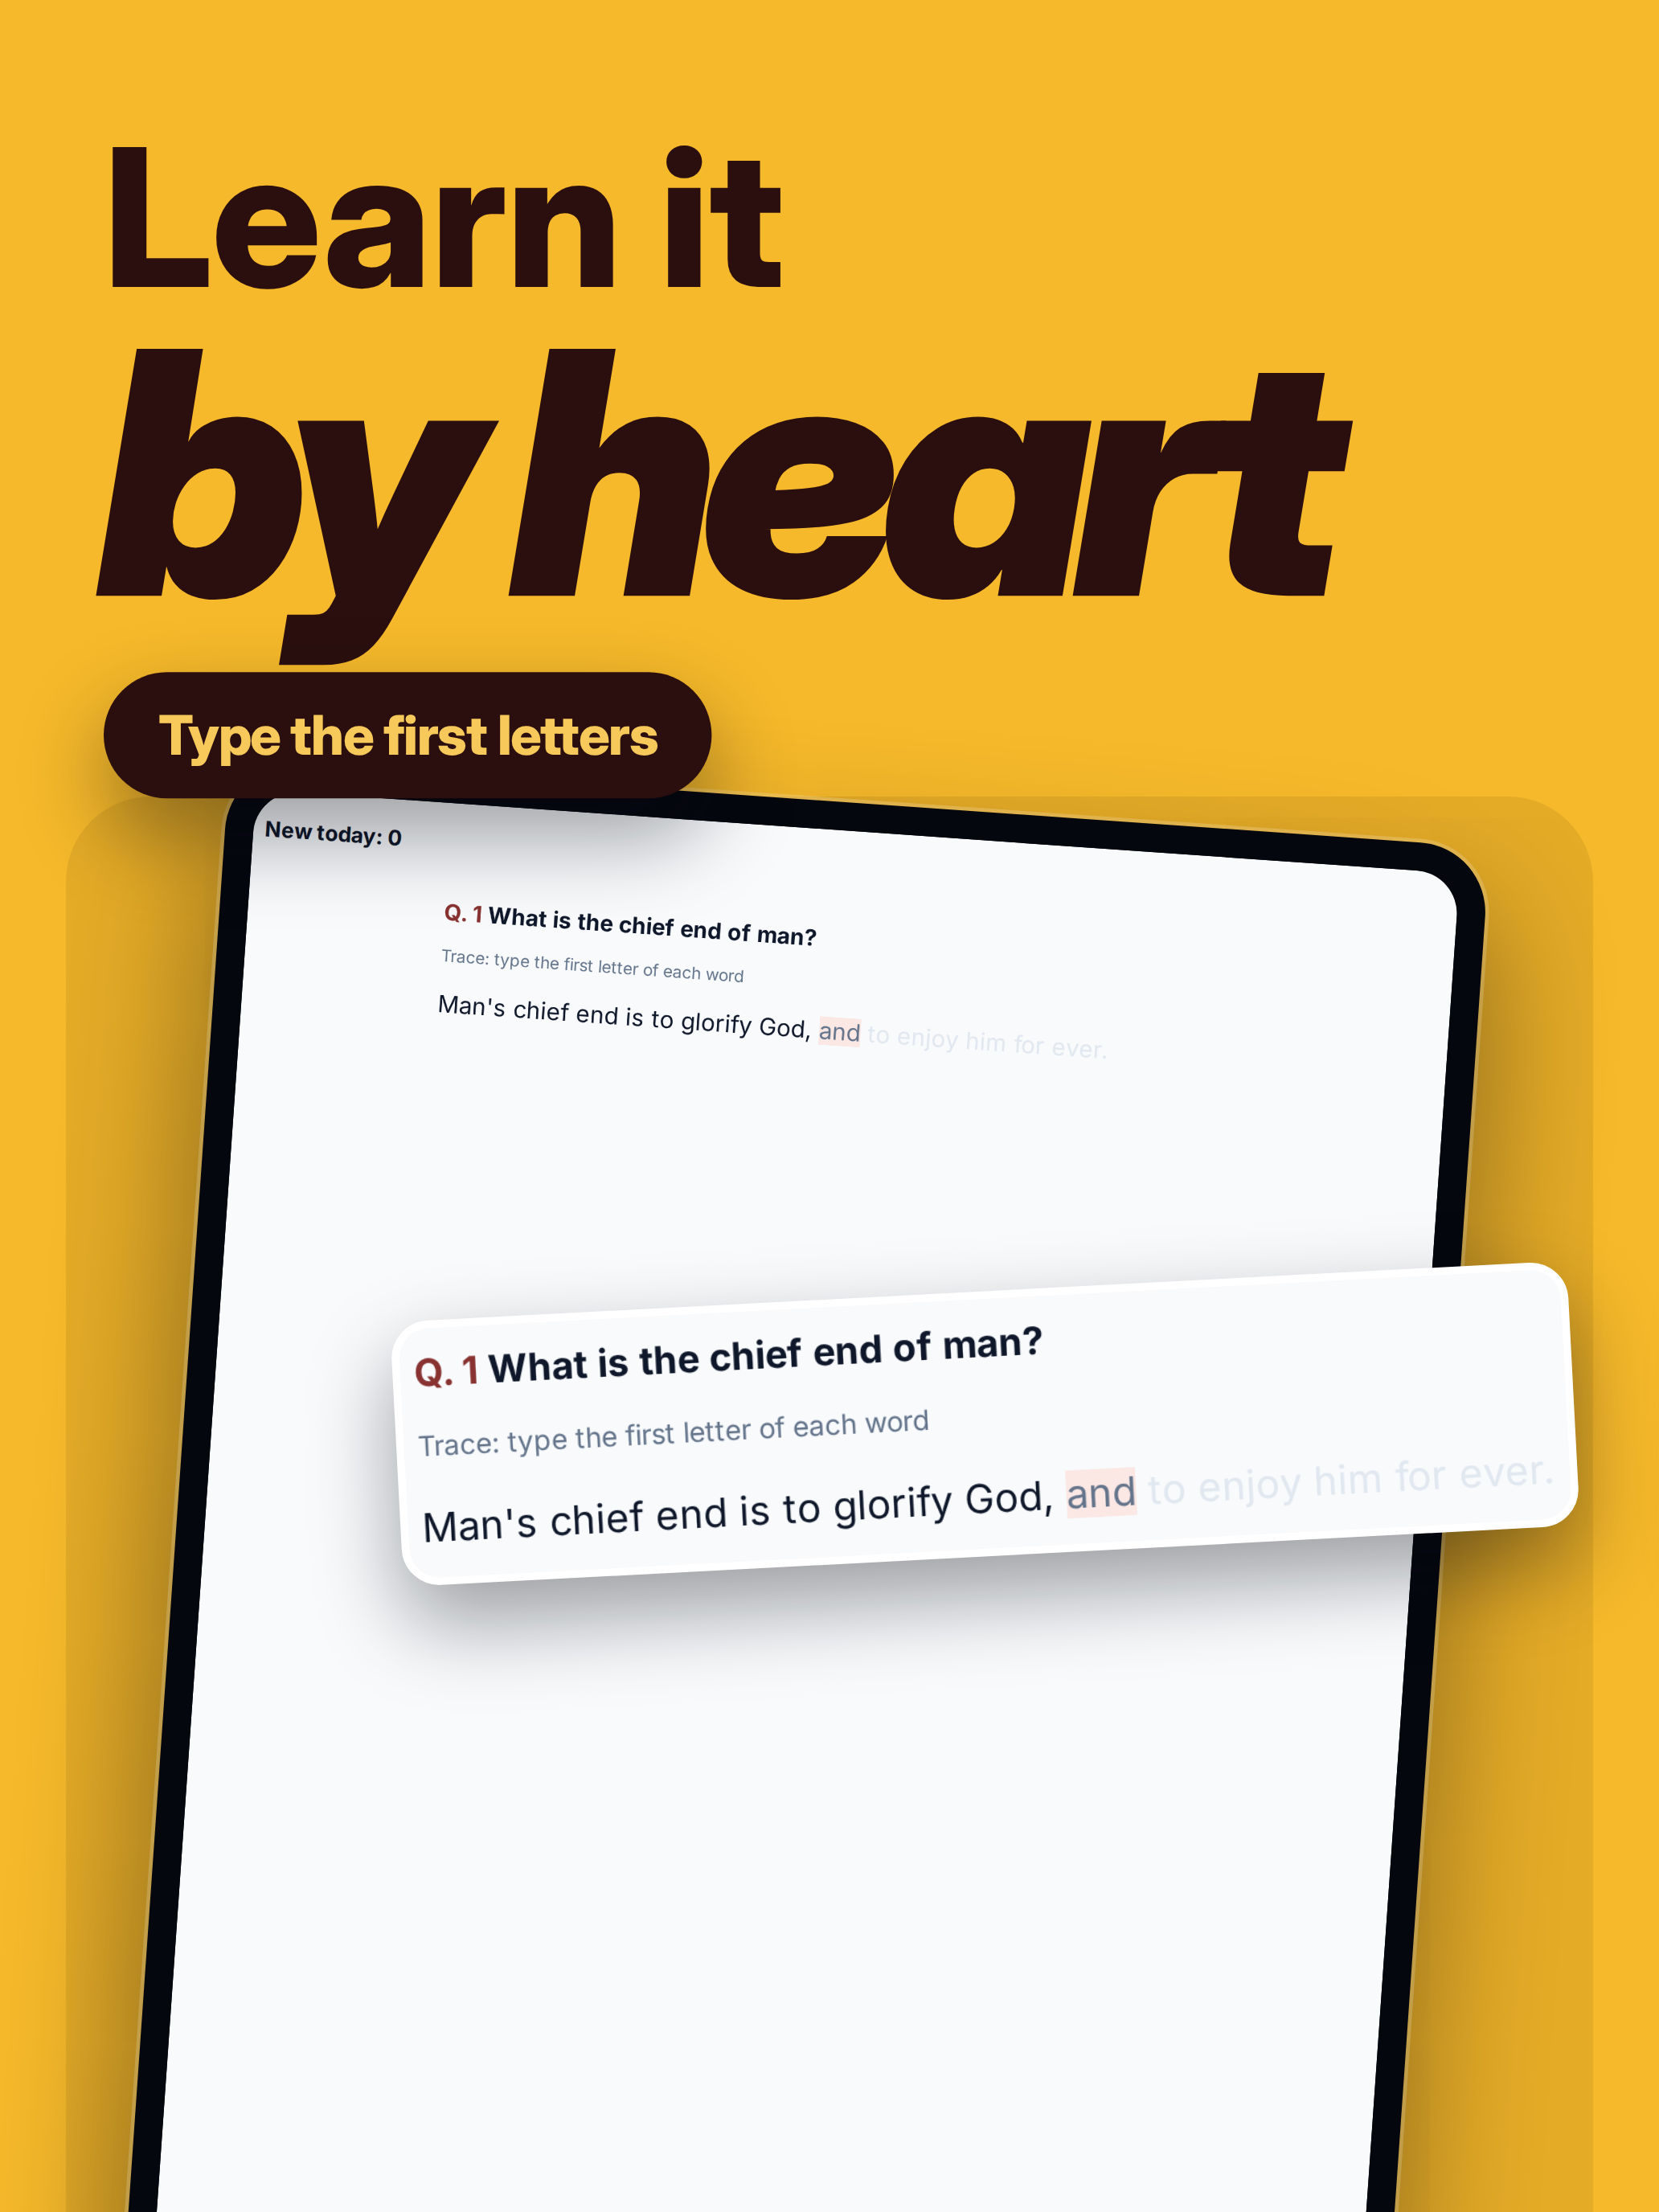 Learn it
by heart
Type the first letters
New today: 0
Q. 1 What is the chief end of man?
Trace: type the first letter of each word
Man's chief end is to glorify God, and to enjoy him for ever.
Q. 1 What is the chief end of man?
Trace: type the first letter of each word
Man's chief end is to glorify God, and to enjoy him for ever.